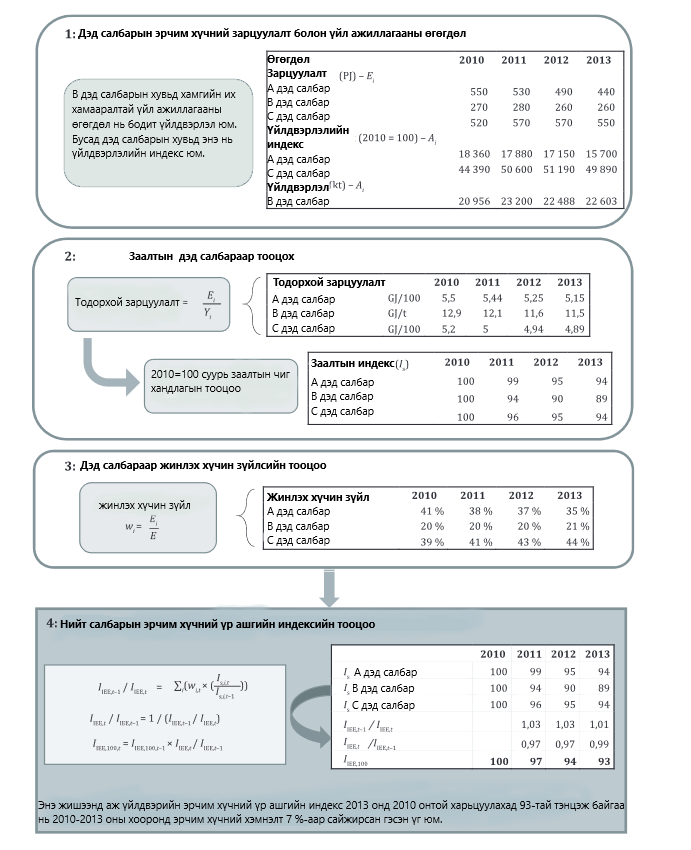 1: Дэд салбарын эрчим хүчний зарцуулалт болон үйл ажиллагааны өгөгдөл
В дэд салбарын хувьд хамгийн их
хамааралтай үйл ажиллагааны
өгөгдөл нь бодит үйлдвэрлэл юм.
Бусад дэд салбарын хувьд энэ нь
үйлдвэрлэлийн индекс юм.
Өгөгдөл 2010 2011 2012 2013
Зарцуулалт (PJ) – Ei
А дэд салбар 550 530 490 440
В дэд салбар 270 280 260 260
С дэд салбар 520 570 570 550
Үйлдвэрлэлийн
индекс (2010 = 100) – Ai
А дэд салбар 18 360 17 880 17 150 15 700
С дэд салбар 44 390 50 600 51 190 49 890
Үйлдвэрлэл (kt) – Ai
В дэд салбар 20 956 23 200 22 488 22 603
2: Заалтын дэд салбараар тооцох
Тодорхой зарцуулалт = Ei / Yi
Тодорхой зарцуулалт 2010 2011 2012 2013
А дэд салбар GJ/100 5,5 5,44 5,25 5,15
В дэд салбар GJ/t 12,9 12,1 11,6 11,5
С дэд салбар GJ/100 5,2 5 4,94 4,89
2010=100 суурь заалтын чиг
хандлагын тооцоо
Заалтын индекс (Is) 2010 2011 2012 2013
А дэд салбар 100 99 95 94
В дэд салбар 100 94 90 89
С дэд салбар 100 96 95 94
3: Дэд салбараар жинлэх хүчин зүйлсийн тооцоо
жинлэх хүчин зүйл
wi = Ei / E
Жинлэх хүчин зүйл 2010 2011 2012 2013
А дэд салбар 41 % 38 % 37 % 35 %
В дэд салбар 20 % 20 % 20 % 21 %
С дэд салбар 39 % 41 % 43 % 44 %
4: Нийт салбарын эрчим хүчний үр ашгийн индексийн тооцоо
IIEE,t–1 / IIEE,t = ∑i(wi,t × (Is,i,t / Is,i,t–1))
IIEE,t / IIEE,t–1 = 1 / (IIEE,t–1 / IIEE,t)
IIEE,100,t = IIEE,100,t–1 × IIEE,t / IIEE,t–1
2010 2011 2012 2013
Is А дэд салбар 100 99 95 94
Is В дэд салбар 100 94 90 89
Is С дэд салбар 100 96 95 94
IIEE,t–1 / IIEE,t 1,03 1,03 1,01
IIEE,t /IIEE,t–1 0,97 0,97 0,99
IIEE,100 100 97 94 93
Энэ жишээнд аж үйлдвэрийн эрчим хүчний үр ашгийн индекс 2013 онд 2010 онтой харьцуулахад 93-тай тэнцэж байгаа
нь 2010-2013 оны хооронд эрчим хүчний хэмнэлт 7 %-аар сайжирсан гэсэн үг юм.